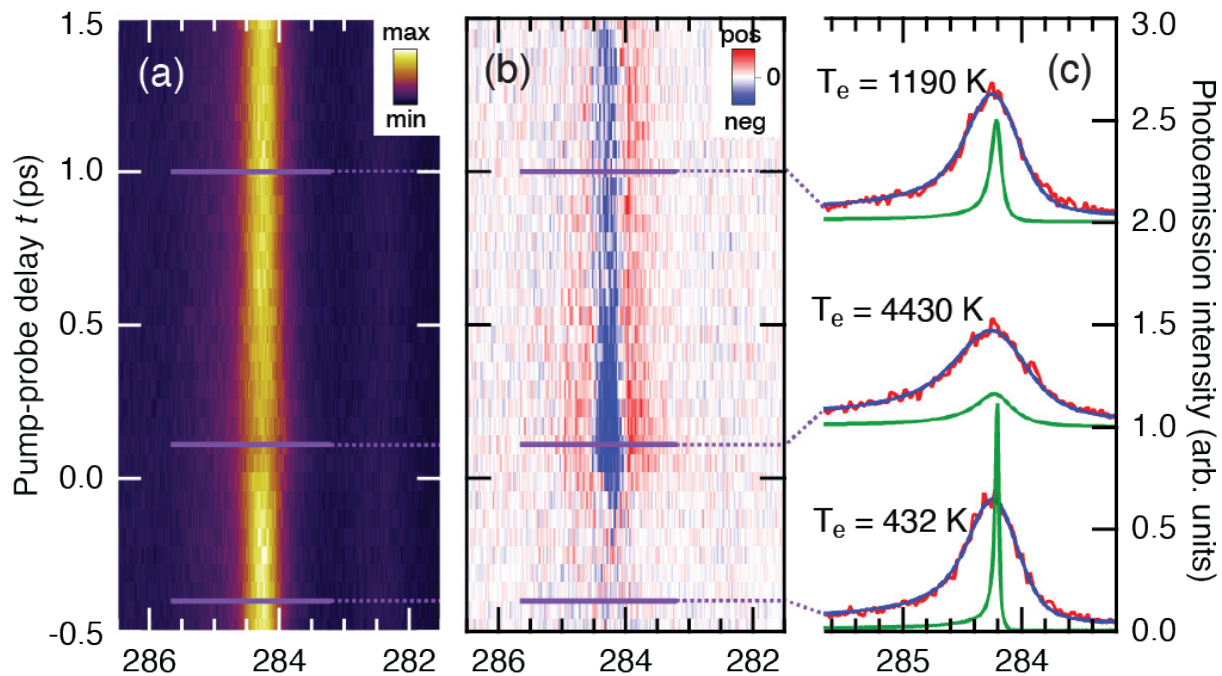 (a)
max
min
(b)
pos
0
neg
(c)
T_e = 1190 K
T_e = 4430 K
T_e = 432 K
Pump-probe delay t (ps)
1.5
1.0
0.5
0.0
-0.5
286 284 282
286 284 282
285 284
3.0
2.5
2.0
1.5
1.0
0.5
0.0
Photoemission intensity (arb. units)